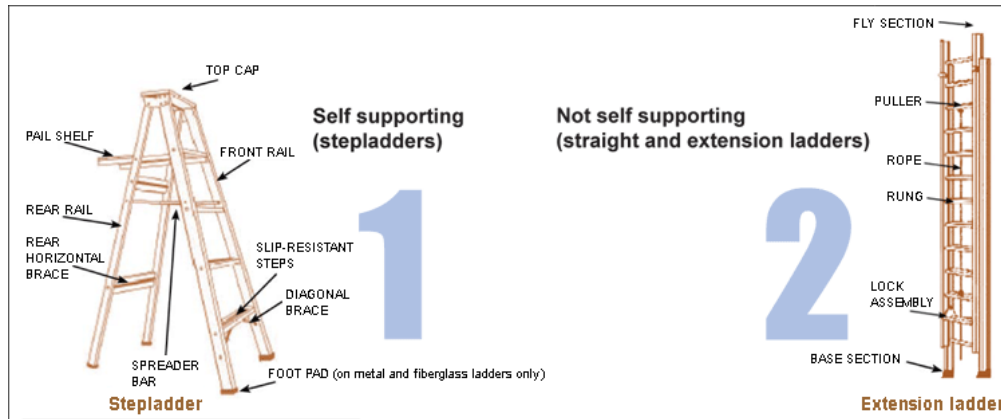 FLY SECTION
TOP CAP
Self supporting
(stepladders)
Not self supporting
(straight and extension ladders)
PULLER
PAIL SHELF
FRONT RAIL
ROPE
1
2
RUNG
REAR RAIL
REAR
HORIZONTAL
BRACE
SLIP-RESISTANT
STEPS
LOCK
ASSEMBLY
DIAGONAL
BRACE
SPREADER
BAR
BASE SECTION
FOOT PAD (on metal and fiberglass ladders only)
Stepladder
Extension ladder